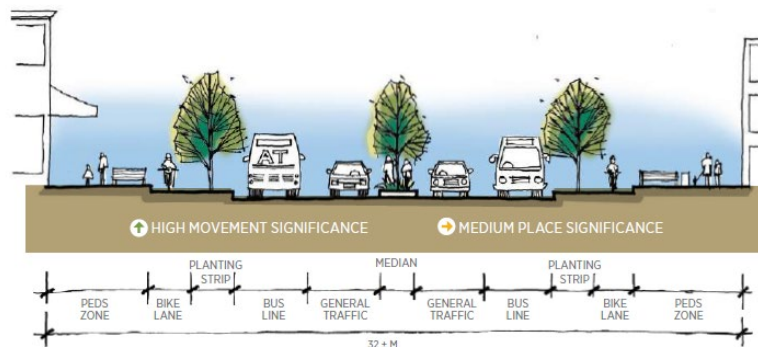 AT
HIGH MOVEMENT SIGNIFICANCE
MEDIUM PLACE SIGNIFICANCE
PLANTING
STRIP
MEDIAN
PLANTING
STRIP
PEDS
ZONE
BIKE
LANE
BUS
LINE
GENERAL
TRAFFIC
GENERAL
TRAFFIC
BUS
LINE
BIKE
LANE
PEDS
ZONE
32 + M